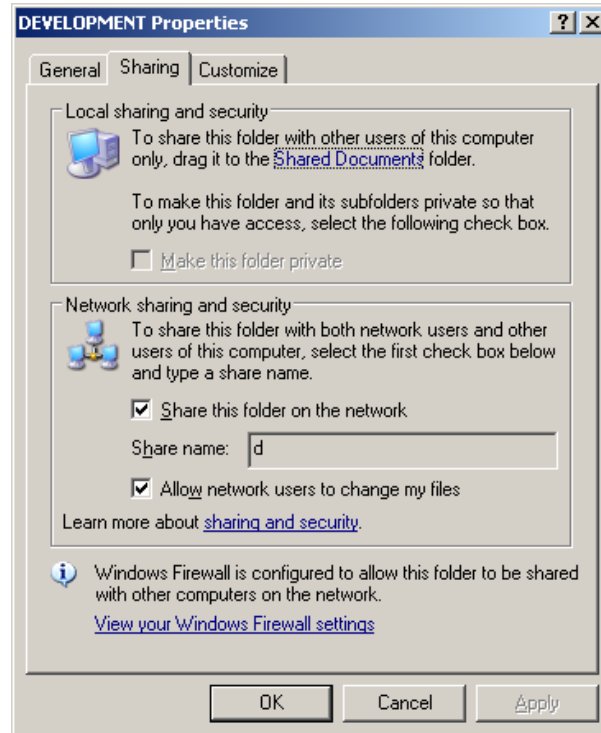 DEVELOPMENT Properties
General Sharing Customize
Local sharing and security
To share this folder with other users of this computer
only, drag it to the Shared Documents folder.
To make this folder and its subfolders private so that
only you have access, select the following check box.
Make this folder private
Network sharing and security
To share this folder with both network users and other
users of this computer, select the first check box below
and type a share name.
Share this folder on the network
Share name: d
Allow network users to change my files
Learn more about sharing and security.
Windows Firewall is configured to allow this folder to be shared
with other computers on the network.
View your Windows Firewall settings
OK Cancel Apply